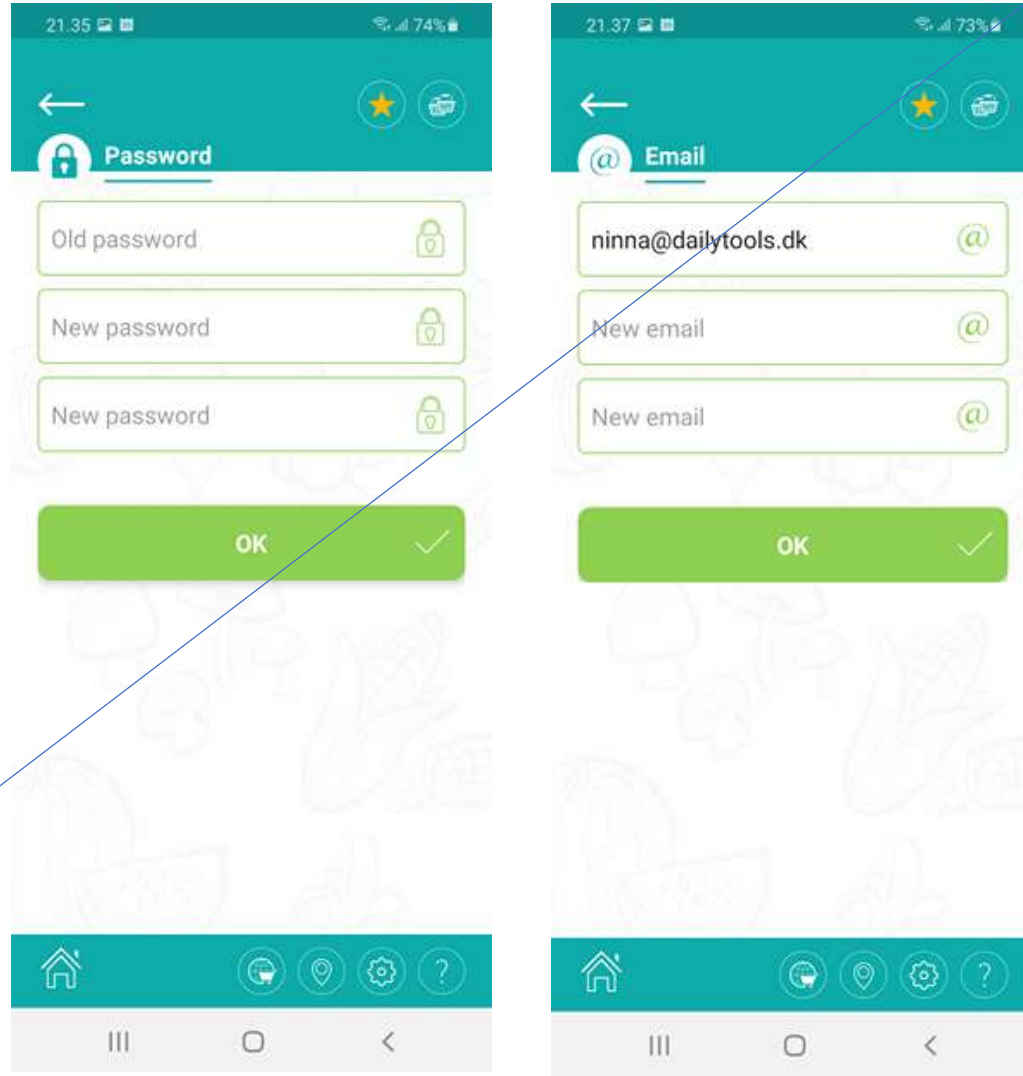 21.35 74%
Password
Old password
New password
New password
OK
21.37 73%
@ Email
ninna@dailytools.dk @
New email @
New email @
OK
?
?